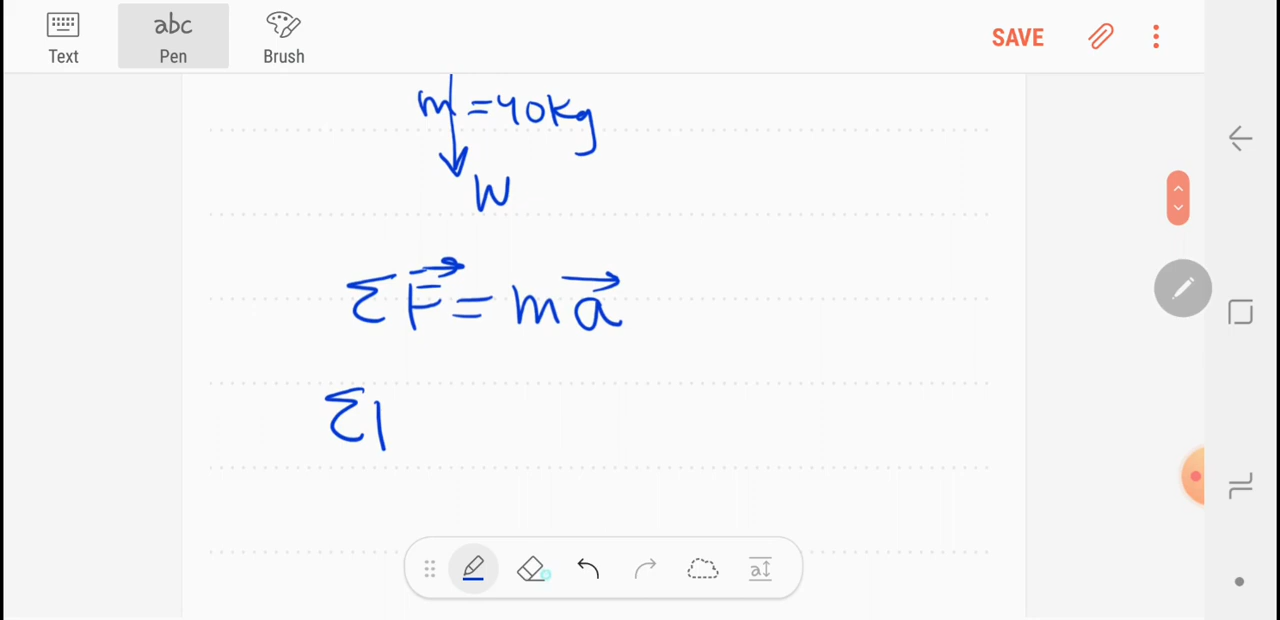 abc
SAVE
Text
Pen
Brush
m = 40kg
W
ΣF⃗ = ma⃗
Σ
a